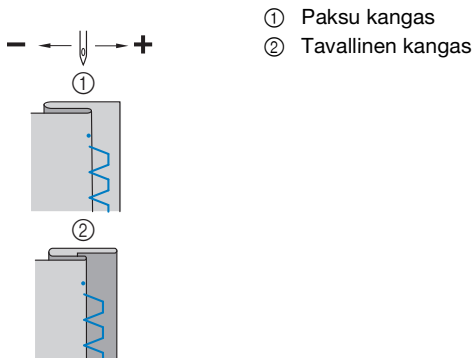 ① Paksu kangas
② Tavallinen kangas
− +
①
②